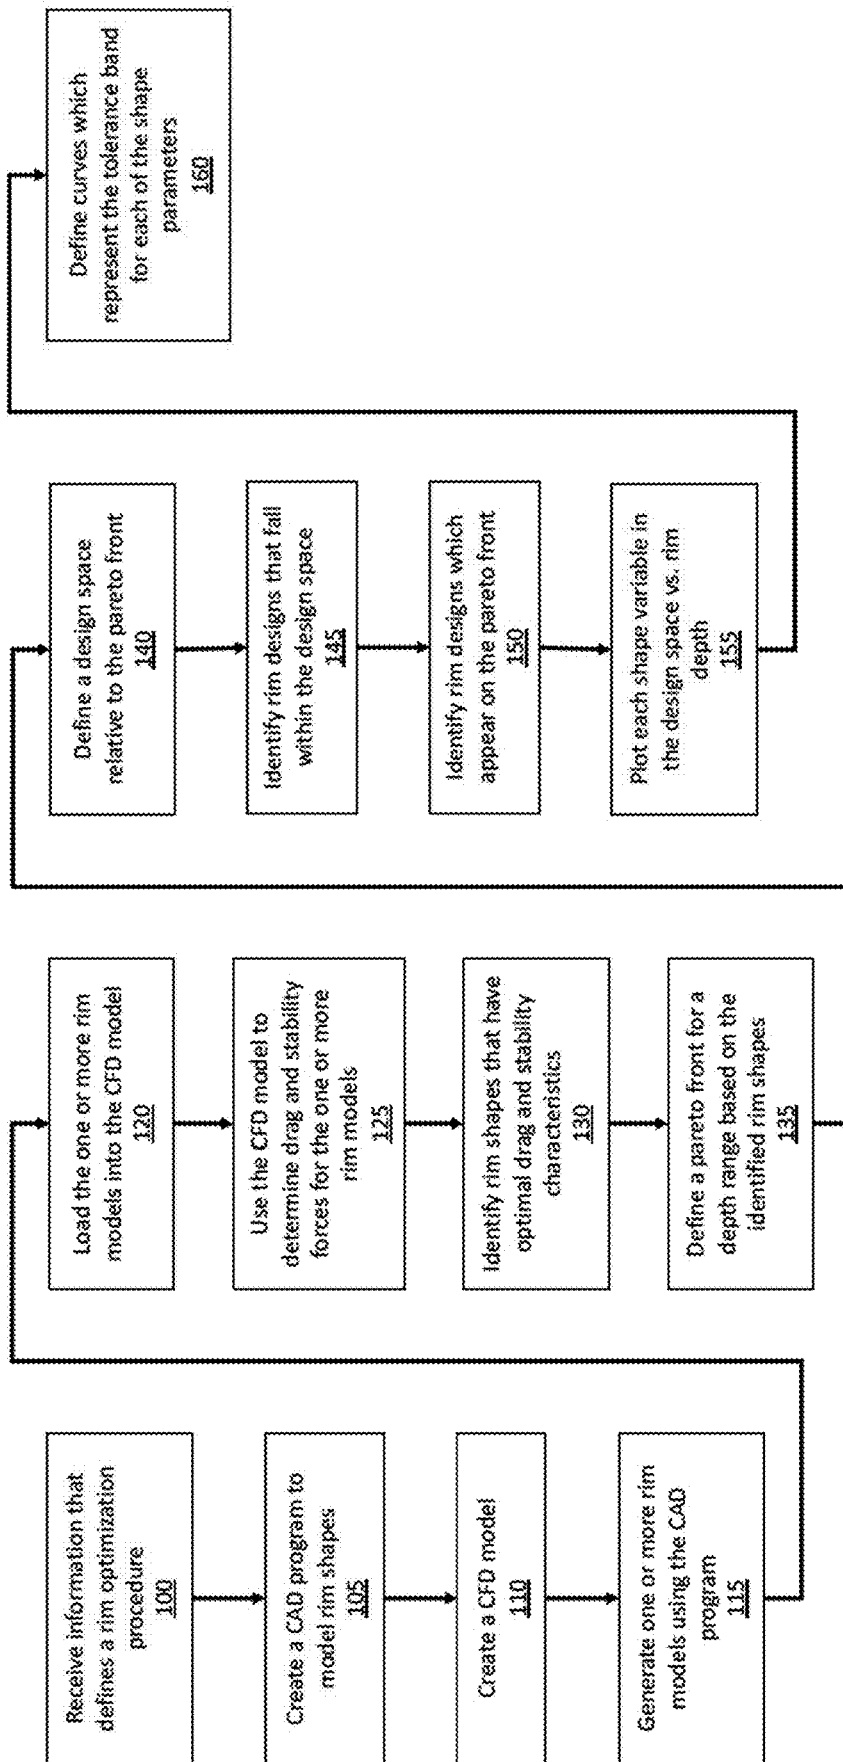 Receive information that
defines a rim optimization
procedure
100
Create a CAD program to
model rim shapes
105
Create a CFD model
110
Generate one or more rim
models using the CAD
program
115
Load the one or more rim
models into the CFD model
120
Use the CFD model to
determine drag and stability
forces for the one or more
rim models
125
Identify rim shapes that have
optimal drag and stability
characteristics
130
Define a pareto front for a
depth range based on the
identified rim shapes
135
Define a design space
relative to the pareto front
140
Identify rim designs that fall
within the design space
145
Identify rim designs which
appear on the pareto front
150
Plot each shape variable in
the design space vs. rim
depth
155
Define curves which
represent the tolerance band
for each of the shape
parameters
160